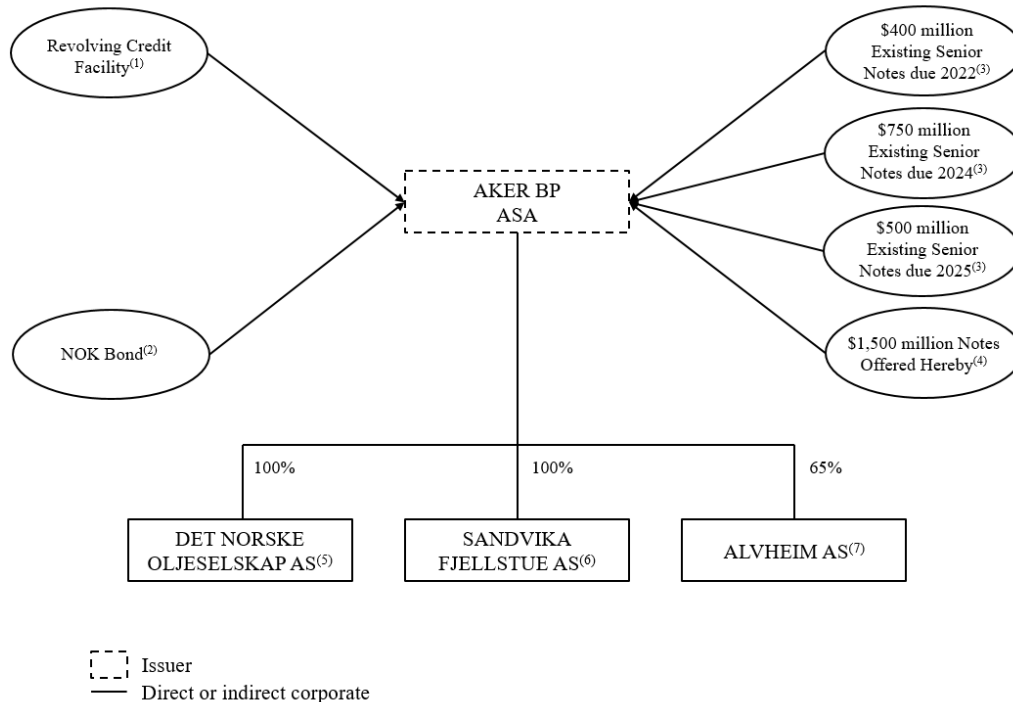 Revolving Credit
Facility(1)
$400 million
Existing Senior
Notes due 2022(3)
$750 million
Existing Senior
Notes due 2024(3)
AKER BP
ASA
$500 million
Existing Senior
Notes due 2025(3)
NOK Bond(2)
$1,500 million Notes
Offered Hereby(4)
100%
100%
65%
DET NORSKE
OLJESELSKAP AS(5)
SANDVIKA
FJELLSTUE AS(6)
ALVHEIM AS(7)
Issuer
Direct or indirect corporate